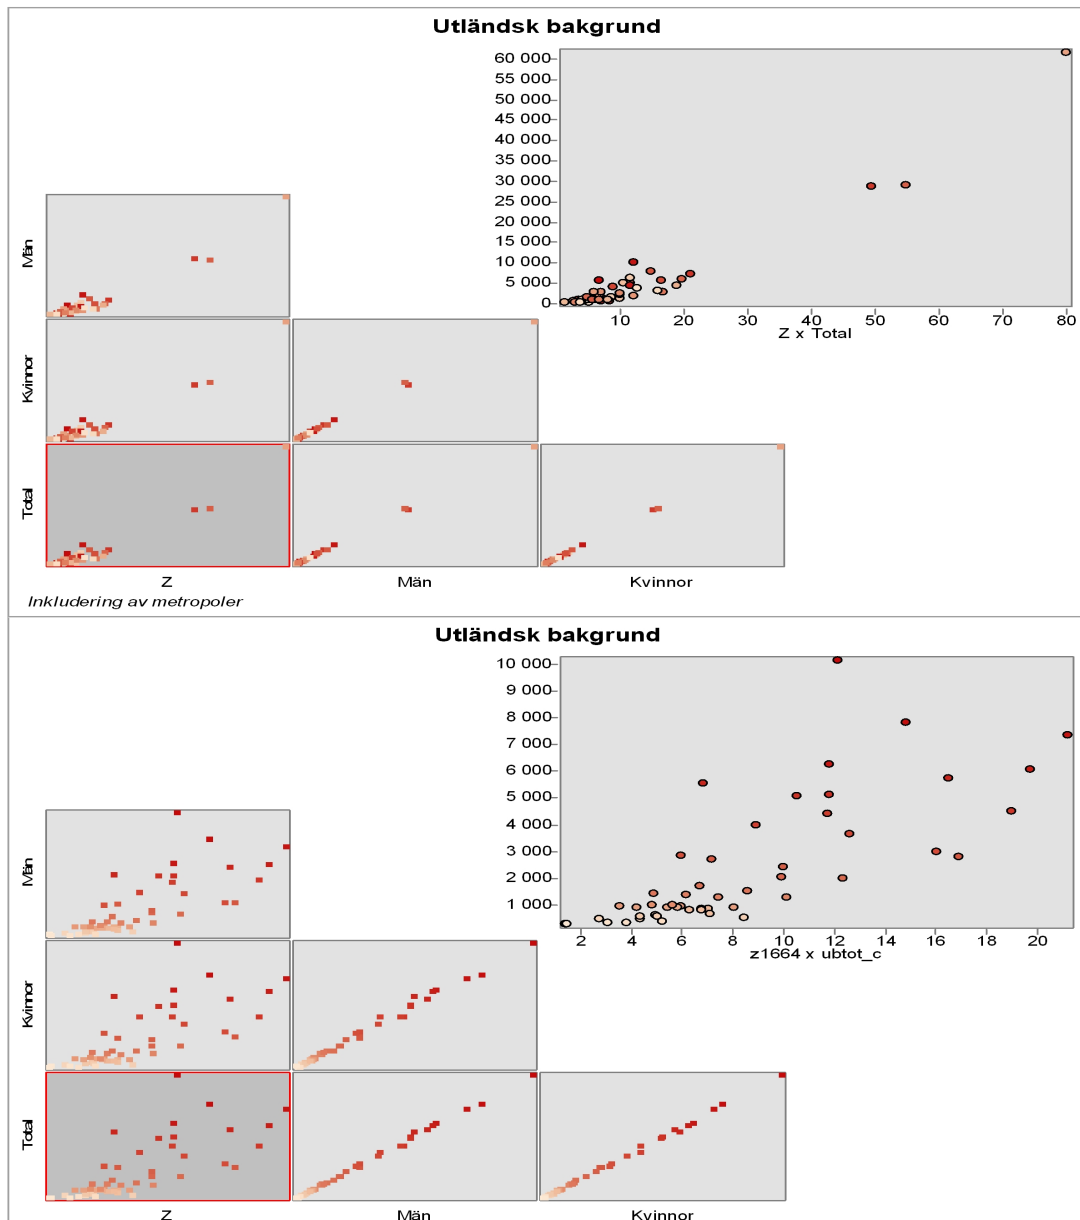 Utländsk bakgrund
60 000
55 000
50 000
45 000
40 000
35 000
30 000
25 000
20 000
15 000
10 000
5 000
0
10 20 30 40 50 60 70 80
Z x Total
Män
Kvinnor
Total
Z Män Kvinnor
Inkludering av metropoler
Utländsk bakgrund
10 000
9 000
8 000
7 000
6 000
5 000
4 000
3 000
2 000
1 000
2 4 6 8 10 12 14 16 18 20
z1664 x ubtot_c
Män
Kvinnor
Total
Z Män Kvinnor